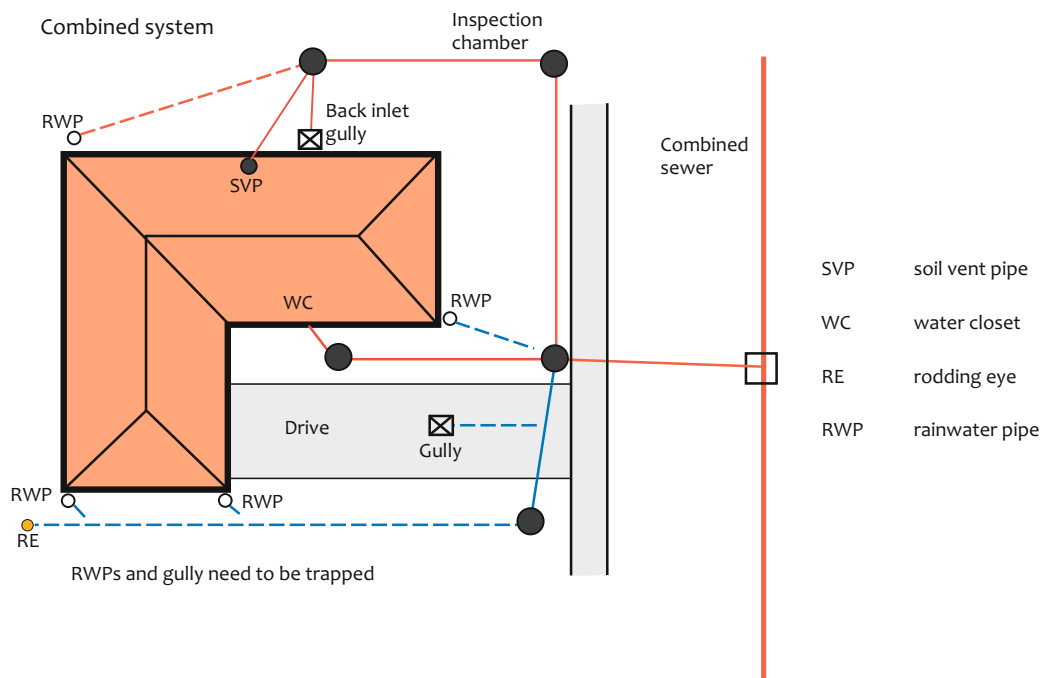 Combined system
Inspection
chamber
RWP
Back inlet
gully
SVP
Combined
sewer
WC
RWP
Drive
Gully
RWP
RWP
RE
RWPs and gully need to be trapped
SVP soil vent pipe
WC water closet
RE rodding eye
RWP rainwater pipe